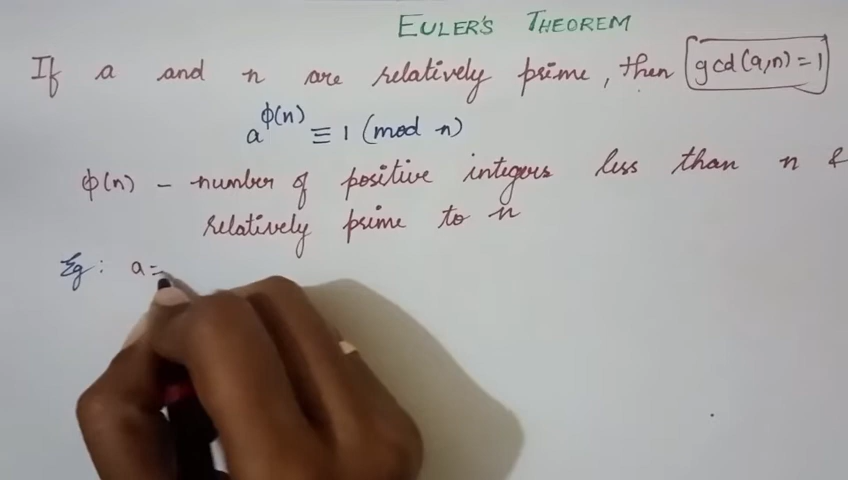 EULER'S THEOREM
If a and n are relatively prime, then gcd(a,n)=1
a^ϕ(n) ≡ 1 (mod n)
ϕ(n) - number of positive integers less than n &
relatively prime to n
Eg: a=